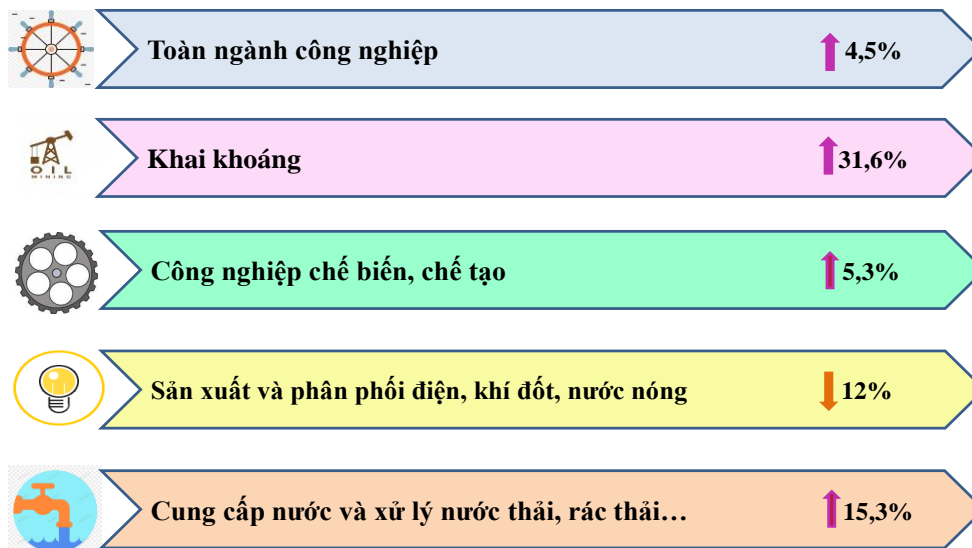 Toàn ngành công nghiệp 4,5%
OIL
MINING
Khai khoáng 31,6%
Công nghiệp chế biến, chế tạo 5,3%
Sản xuất và phân phối điện, khí đốt, nước nóng 12%
Cung cấp nước và xử lý nước thải, rác thải… 15,3%